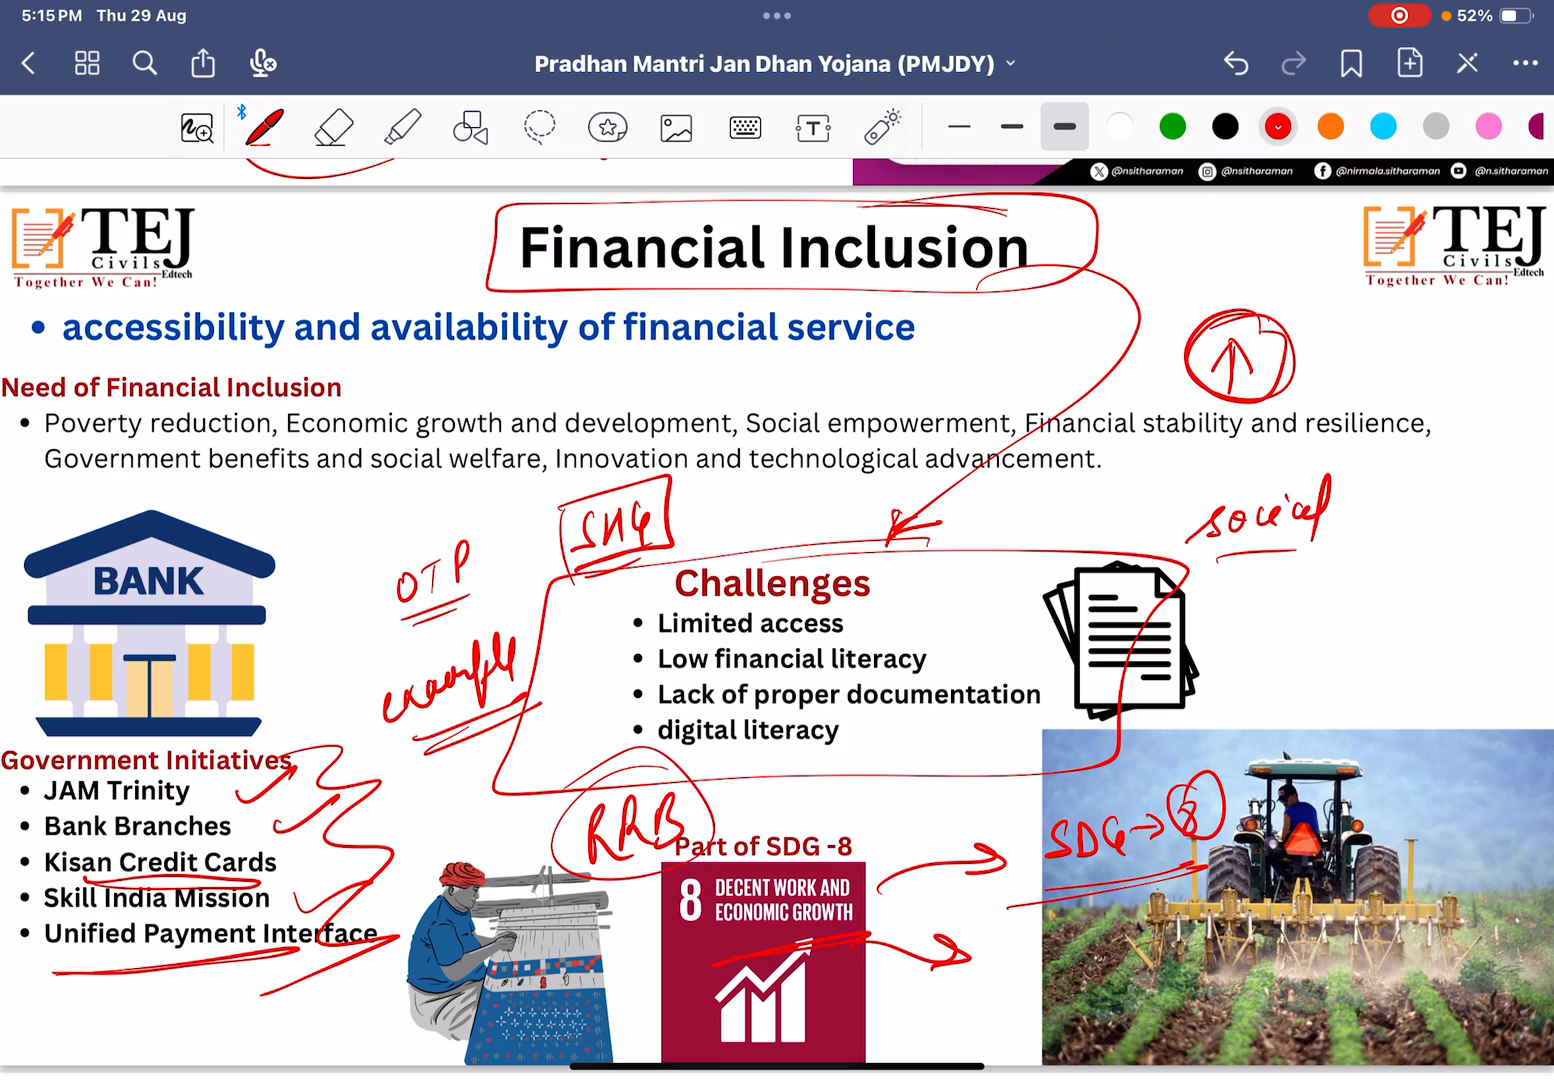 5:15 PM Thu 29 Aug
52%
Pradhan Mantri Jan Dhan Yojana (PMJDY)
@nsitharaman @nsitharaman @nirmala.sitharaman @n.sitharaman
TEJ
Civils
Edtech
Together We Can!
Financial Inclusion
TEJ
Civils
Edtech
Together We Can!
• accessibility and availability of financial service
Need of Financial Inclusion
• Poverty reduction, Economic growth and development, Social empowerment, Financial stability and resilience,
Government benefits and social welfare, Innovation and technological advancement.
SHG
social
OTP
example
BANK
Challenges
• Limited access
• Low financial literacy
• Lack of proper documentation
• digital literacy
Government Initiatives
• JAM Trinity
• Bank Branches
• Kisan Credit Cards
• Skill India Mission
• Unified Payment Interface
RRB
Part of SDG -8
8 DECENT WORK AND
ECONOMIC GROWTH
SDG → 8